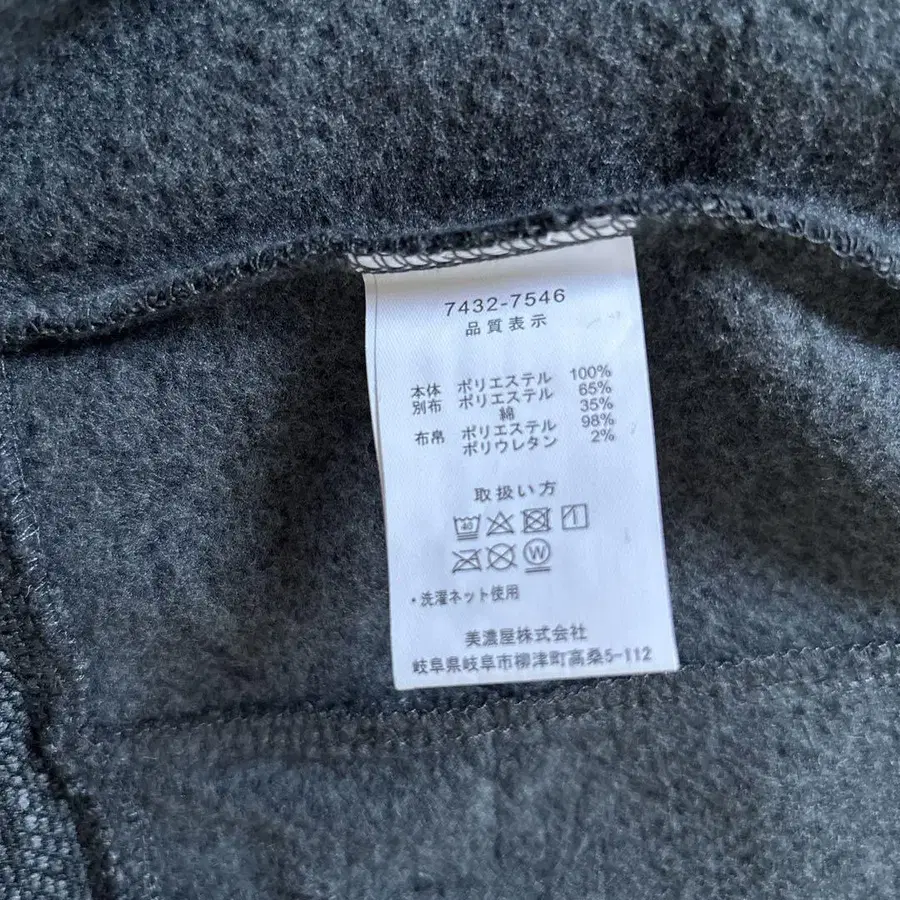 7432-7546
品質表示
本体 ポリエステル 100%
別布 ポリエステル 65%
綿 35%
布帛 ポリエステル 98%
ポリウレタン 2%
取扱い方
40
W
・洗濯ネット使用
美濃屋株式会社
岐阜県岐阜市柳津町高桑5-112